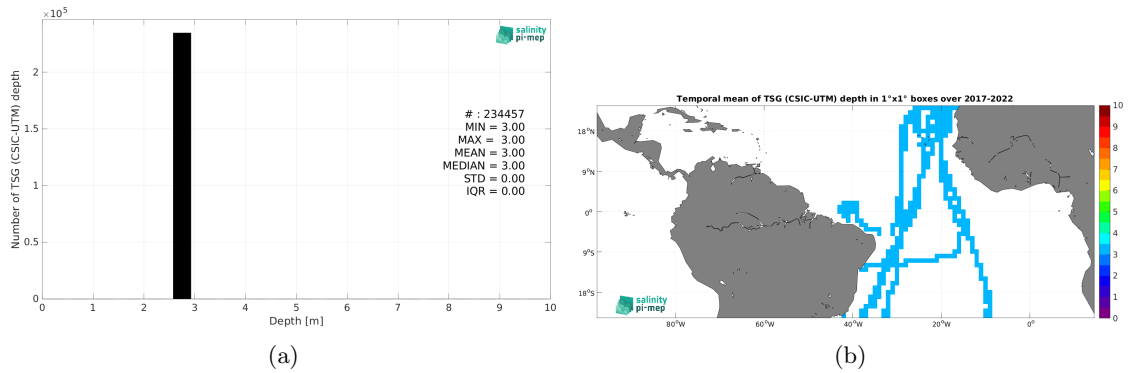 ×10⁵
salinity
pi-mep
# : 234457
MIN = 3.00
MAX = 3.00
MEAN = 3.00
MEDIAN = 3.00
STD = 0.00
IQR = 0.00
Number of TSG (CSIC-UTM) depth
2
1.5
1
0.5
0
0 1 2 3 4 5 6 7 8 9 10
Depth [m]
(a)
Temporal mean of TSG (CSIC-UTM) depth in 1°x1° boxes over 2017-2022
18°N
9°N
0°
9°S
18°S
80°W 60°W 40°W 20°W 0°
salinity
pi-mep
10
9
8
7
6
5
4
3
2
1
0
(b)